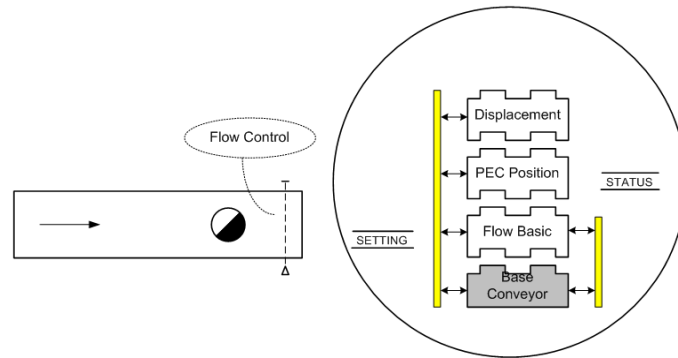 Flow Control
Displacement
PEC Position
STATUS
Flow Basic
SETTING
Base
Conveyor